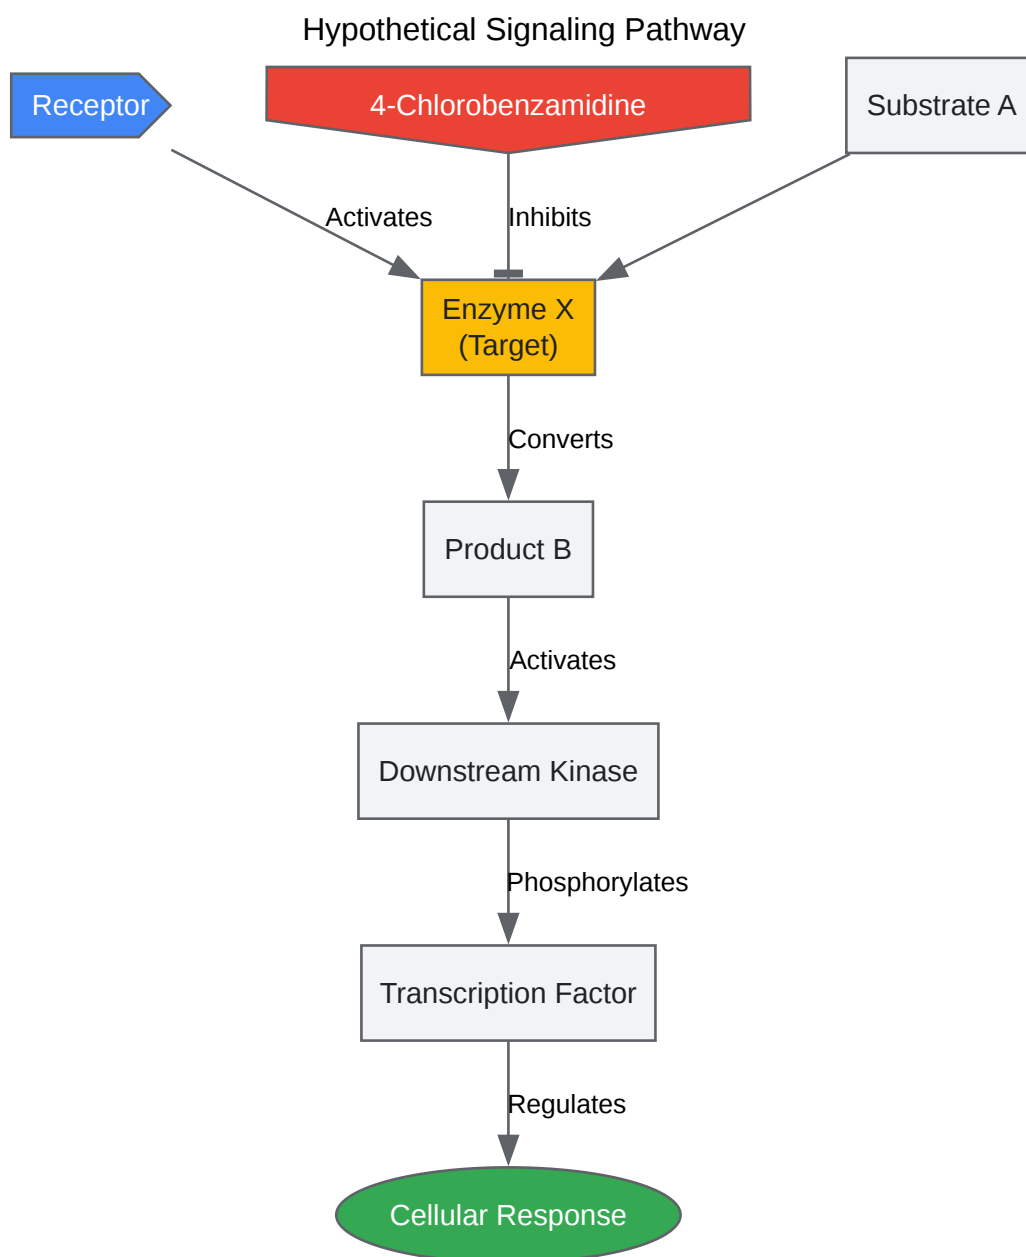 Hypothetical Signaling Pathway
Receptor
4-Chlorobenzamidine
Substrate A
Activates
Inhibits
Enzyme X
(Target)
Converts
Product B
Activates
Downstream Kinase
Phosphorylates
Transcription Factor
Regulates
Cellular Response